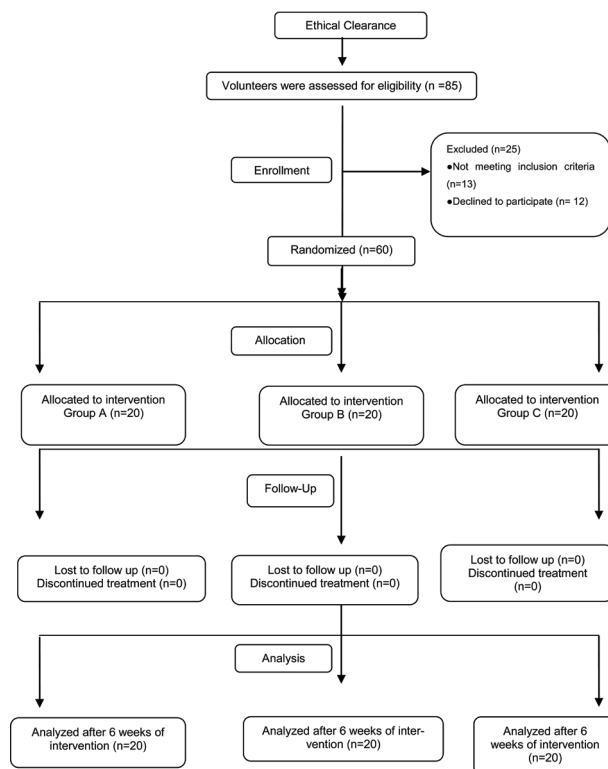 Ethical Clearance
Volunteers were assessed for eligibility (n =85)
Excluded (n=25)
●Not meeting inclusion criteria
(n=13)
●Declined to participate (n= 12)
Enrollment
Randomized (n=60)
Allocation
Allocated to intervention
Group A (n=20)
Allocated to intervention
Group B (n=20)
Allocated to intervention
Group C (n=20)
Follow-Up
Lost to follow up (n=0)
Discontinued treatment (n=0)
Lost to follow up (n=0)
Discontinued treatment (n=0)
Lost to follow up (n=0)
Discontinued treatment
(n=0)
Analysis
Analyzed after 6 weeks of
intervention (n=20)
Analyzed after 6 weeks of inter-
vention (n=20)
Analyzed after 6
weeks of intervention
(n=20)